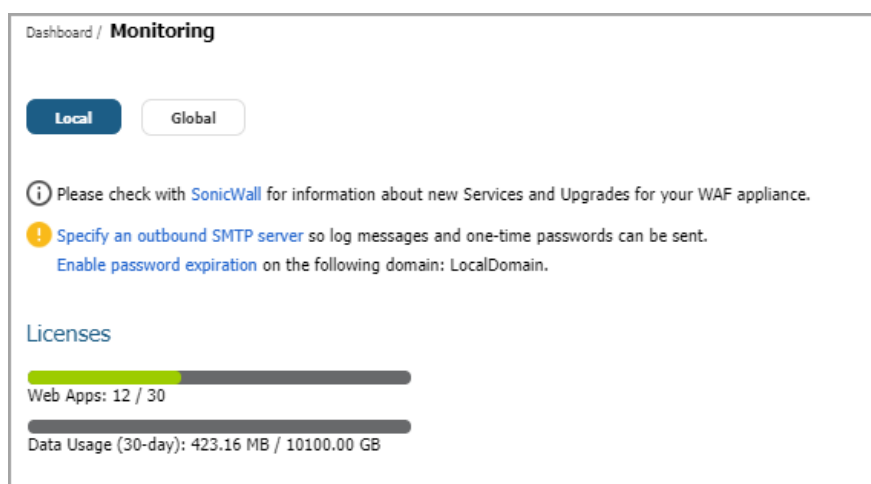 Dashboard / Monitoring
Local
Global
Please check with SonicWall for information about new Services and Upgrades for your WAF appliance.
Specify an outbound SMTP server so log messages and one-time passwords can be sent.
Enable password expiration on the following domain: LocalDomain.
Licenses
Web Apps: 12 / 30
Data Usage (30-day): 423.16 MB / 10100.00 GB